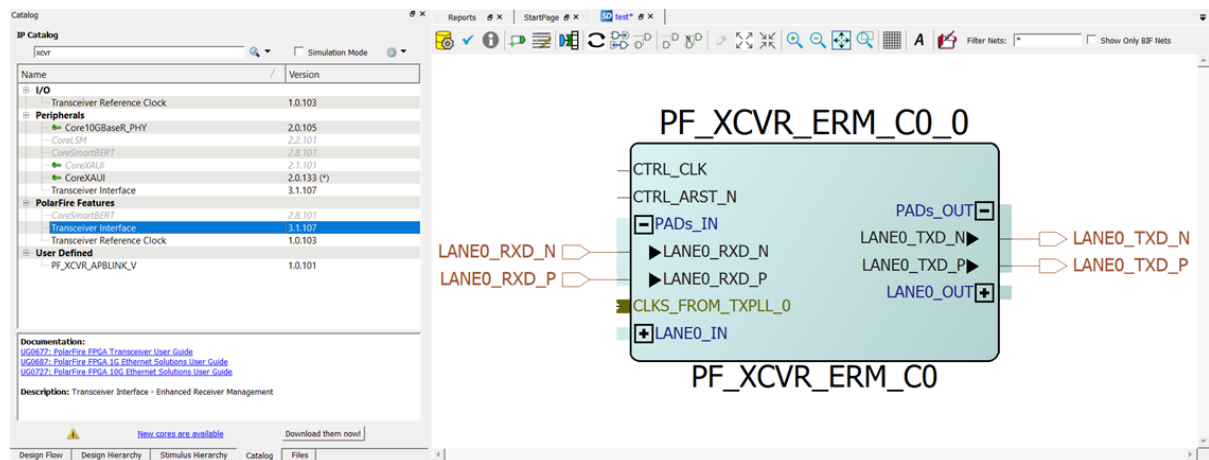 Catalog
IP Catalog
xcvr
Simulation Mode
Name / Version
I/O
Transceiver Reference Clock 1.0.103
Peripherals
Core10GBaseR_PHY 2.0.105
CoreLSM 2.2.101
CoreSmartBERT 2.8.101
CoreXAUI 2.1.101
CoreXAUI 2.0.133 (*)
Transceiver Interface 3.1.107
PolarFire Features
CoreSmartBERT 2.8.101
Transceiver Interface 3.1.107
Transceiver Reference Clock 1.0.103
User Defined
PF_XCVR_APBLINK_V 1.0.101
Documentation:
UG0677: PolarFire FPGA Transceiver User Guide
UG0687: PolarFire FPGA 1G Ethernet Solutions User Guide
UG0727: PolarFire FPGA 10G Ethernet Solutions User Guide
Description: Transceiver Interface - Enhanced Receiver Management
New cores are available Download them now!
Design Flow Design Hierarchy Stimulus Hierarchy Catalog Files
Reports StartPage SD test*
A Filter Nets: * Show Only BIF Nets
PF_XCVR_ERM_C0_0
CTRL_CLK
CTRL_ARST_N
PADs_IN
LANE0_RXD_N LANE0_RXD_N
LANE0_RXD_P LANE0_RXD_P
CLKS_FROM_TXPLL_0
LANE0_IN
PADs_OUT
LANE0_TXD_N LANE0_TXD_N
LANE0_TXD_P LANE0_TXD_P
LANE0_OUT
PF_XCVR_ERM_C0